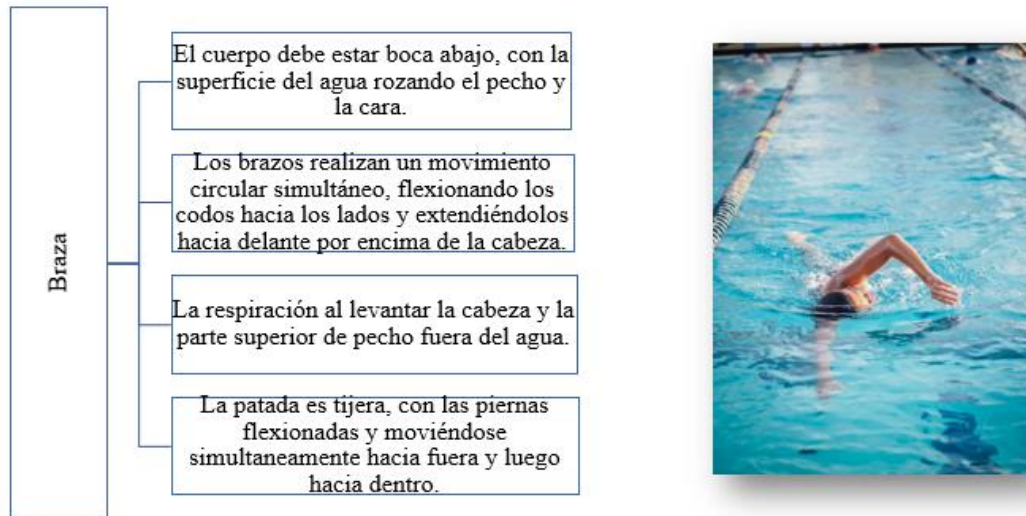 Braza
El cuerpo debe estar boca abajo, con la
superficie del agua rozando el pecho y
la cara.
Los brazos realizan un movimiento
circular simultáneo, flexionando los
codos hacia los lados y extendiéndolos
hacia delante por encima de la cabeza.
La respiración al levantar la cabeza y la
parte superior de pecho fuera del agua.
La patada es tijera, con las piernas
flexionadas y moviéndose
simultaneamente hacia fuera y luego
hacia dentro.